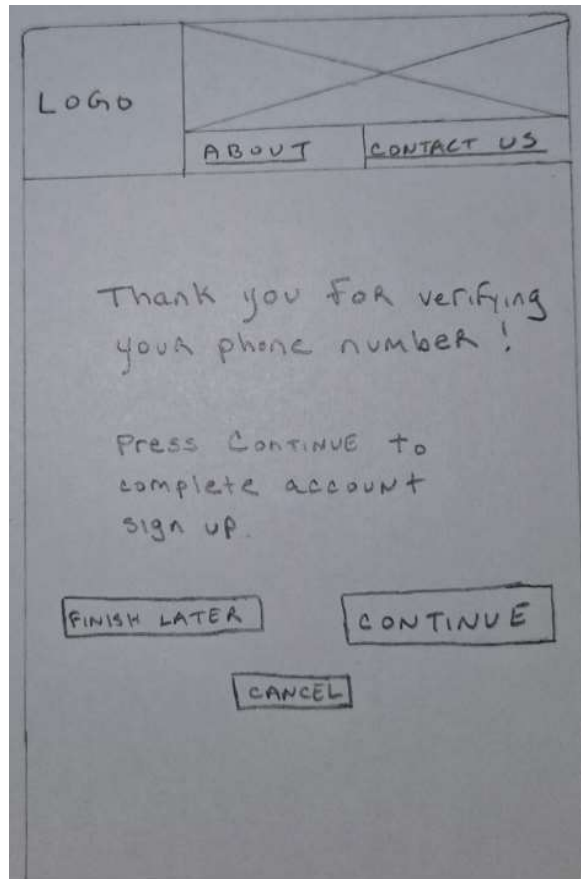 LOGO
ABOUT
CONTACT US
Thank you for verifying
your phone number!
Press Continue to
complete account
sign up.
FINISH LATER
CONTINUE
CANCEL